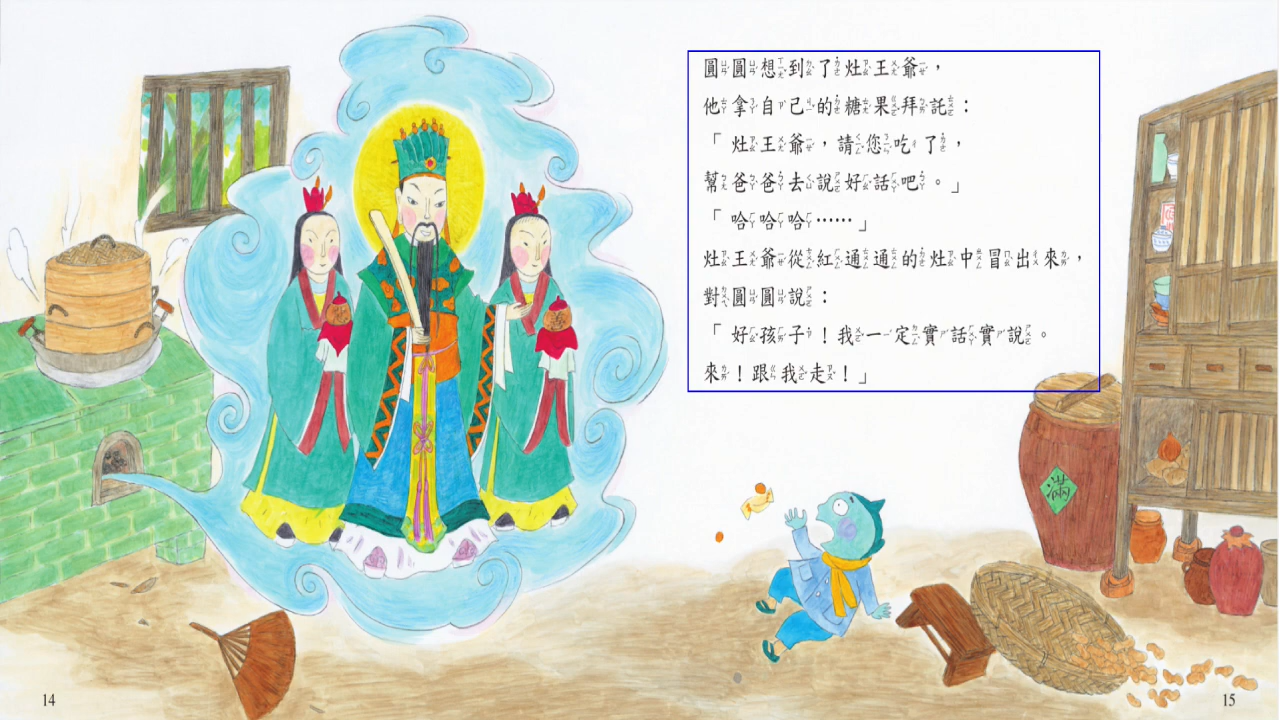 圓圓想到了灶王爺，
他拿自己的糖果拜託：
「灶王爺，請您吃了，
幫爸爸去說好話吧。」
「哈哈哈……」
灶王爺從紅通通的灶中冒出來，
對圓圓說：
「好孩子！我一定實話實說。
來！跟我走！」
滿
14
15